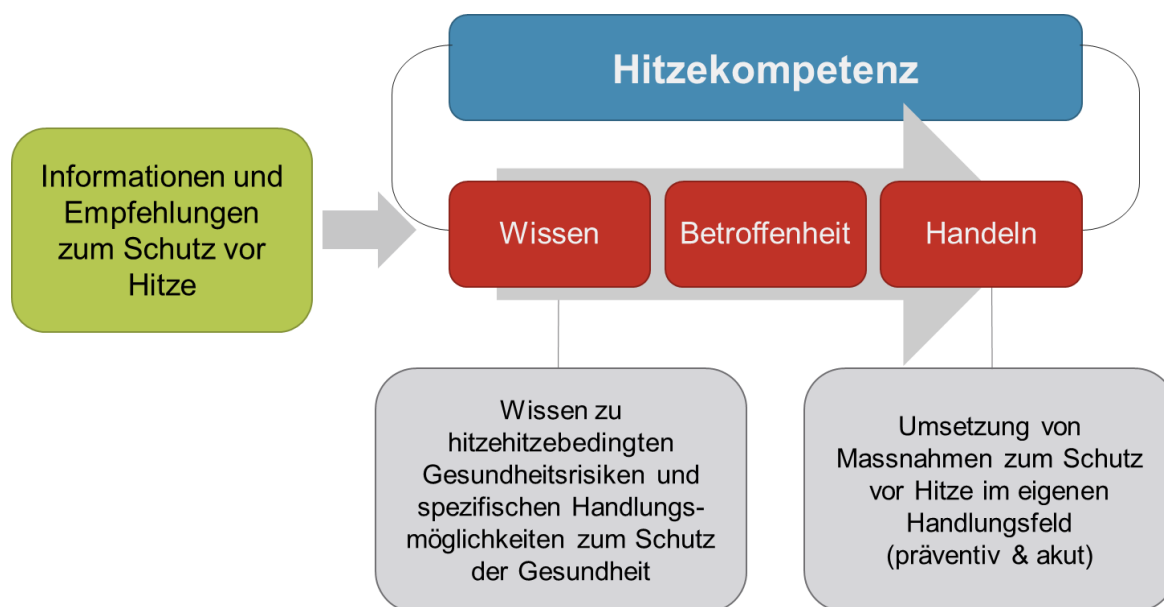 Hitzekompetenz
Informationen und
Empfehlungen
zum Schutz vor
Hitze
Wissen
Betroffenheit
Handeln
Wissen zu
hitzehitzebedingten
Gesundheitsrisiken und
spezifischen Handlungs-
möglichkeiten zum Schutz
der Gesundheit
Umsetzung von
Massnahmen zum Schutz
vor Hitze im eigenen
Handlungsfeld
(präventiv & akut)